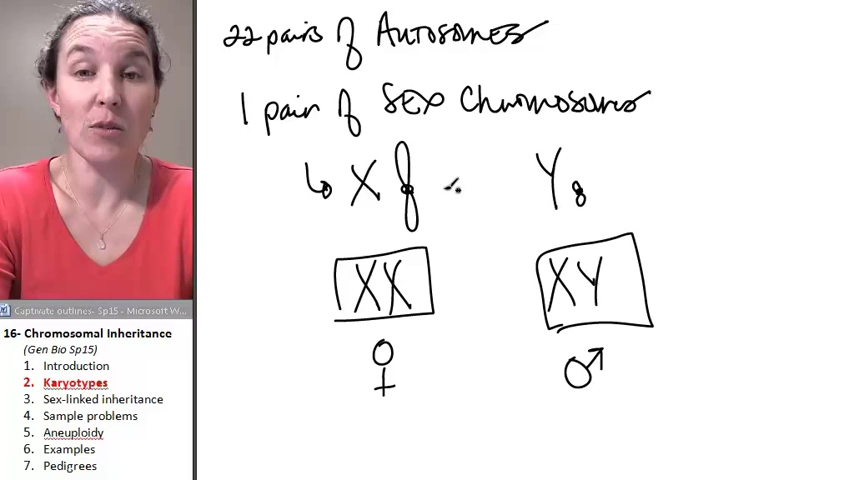 22 pairs of AUTOSOMES
1 pair of SEX Chromosomes
X Y
XX XY
♀ ♂
Captivate outlines- Sp15 - Microsoft W...
16- Chromosomal Inheritance
(Gen Bio Sp15)
1. Introduction
2. Karyotypes
3. Sex-linked inheritance
4. Sample problems
5. Aneuploidy
6. Examples
7. Pedigrees